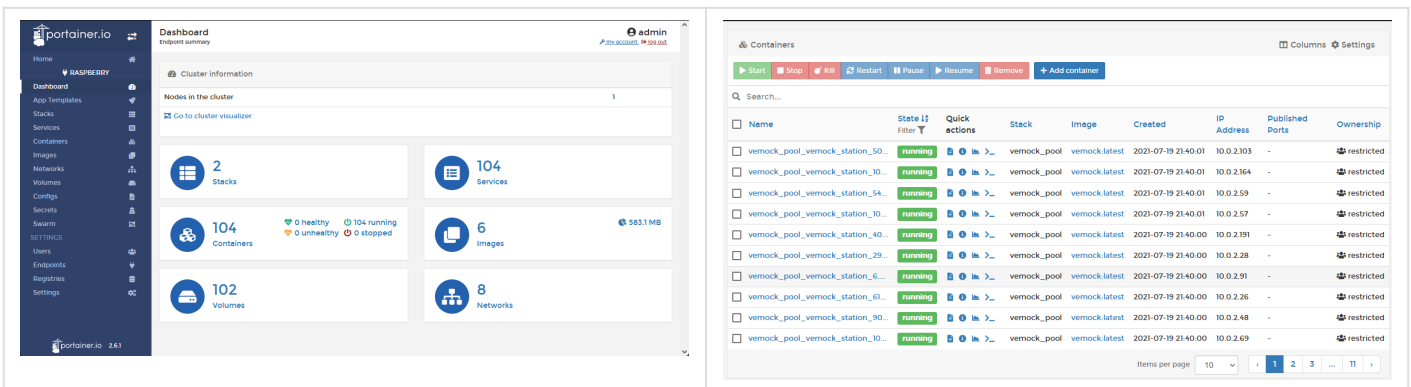 portainer.io
Home
RASPBERRY
Dashboard
App Templates
Stacks
Services
Containers
Images
Networks
Volumes
Configs
Secrets
Swarm
SETTINGS
Users
Endpoints
Registries
Settings
portainer.io 2.6.1
Dashboard
Endpoint summary
admin
my account log out
Cluster information
Nodes in the cluster 1
Go to cluster visualizer
2
Stacks
104
Services
104
Containers
0 healthy 104 running
0 unhealthy 0 stopped
6
Images
583.1 MB
102
Volumes
8
Networks
Containers Columns Settings
Start Stop Kill Restart Pause Resume Remove + Add container
Search...
Name State Filter Quick actions Stack Image Created IP Address Published Ports Ownership
vemock_pool_vemock_station_50... running vemock_pool vemock:latest 2021-07-19 21:40:01 10.0.2.103 - restricted
vemock_pool_vemock_station_10... running vemock_pool vemock:latest 2021-07-19 21:40:01 10.0.2.164 - restricted
vemock_pool_vemock_station_54... running vemock_pool vemock:latest 2021-07-19 21:40:01 10.0.2.59 - restricted
vemock_pool_vemock_station_10... running vemock_pool vemock:latest 2021-07-19 21:40:01 10.0.2.57 - restricted
vemock_pool_vemock_station_40... running vemock_pool vemock:latest 2021-07-19 21:40:00 10.0.2.191 - restricted
vemock_pool_vemock_station_29... running vemock_pool vemock:latest 2021-07-19 21:40:00 10.0.2.28 - restricted
vemock_pool_vemock_station_6.... running vemock_pool vemock:latest 2021-07-19 21:40:00 10.0.2.91 - restricted
vemock_pool_vemock_station_61... running vemock_pool vemock:latest 2021-07-19 21:40:00 10.0.2.26 - restricted
vemock_pool_vemock_station_90... running vemock_pool vemock:latest 2021-07-19 21:40:00 10.0.2.48 - restricted
vemock_pool_vemock_station_10... running vemock_pool vemock:latest 2021-07-19 21:40:00 10.0.2.69 - restricted
Items per page 10 ‹ 1 2 3 ... 11 ›